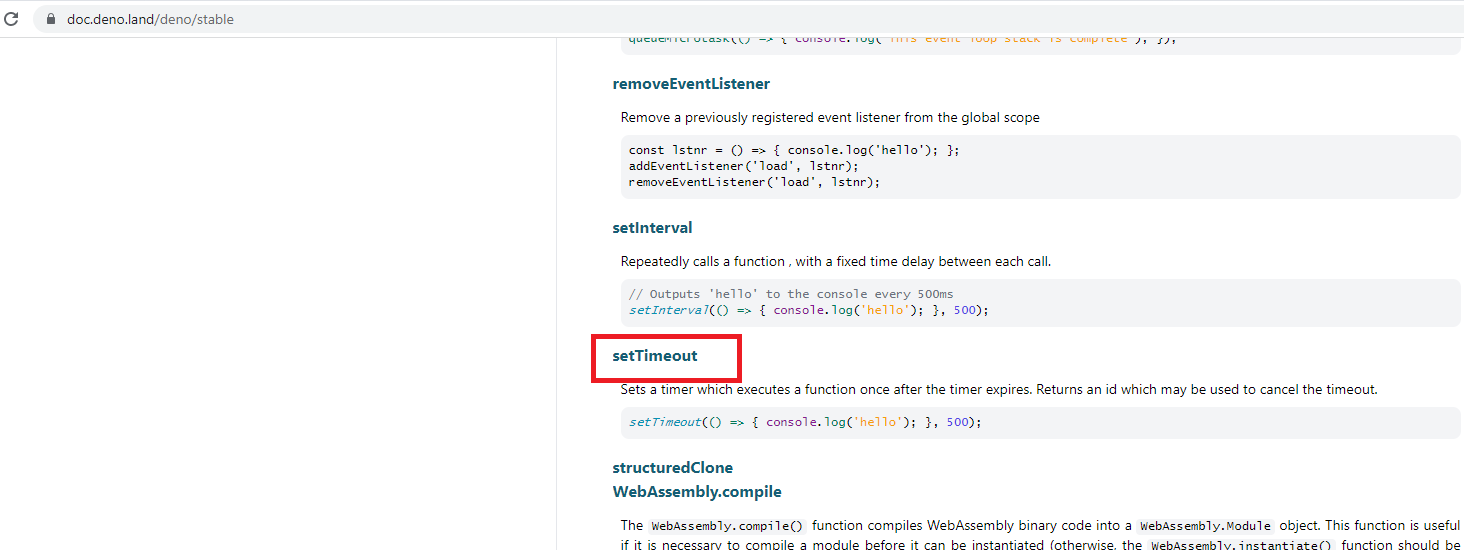 doc.deno.land/deno/stable
queueMicrotask(() => { console.log('This event loop stack is complete'); });
removeEventListener
Remove a previously registered event listener from the global scope
const lstnr = () => { console.log('hello'); };
addEventListener('load', lstnr);
removeEventListener('load', lstnr);
setInterval
Repeatedly calls a function , with a fixed time delay between each call.
// Outputs 'hello' to the console every 500ms
setInterval(() => { console.log('hello'); }, 500);
setTimeout
Sets a timer which executes a function once after the timer expires. Returns an id which may be used to cancel the timeout.
setTimeout(() => { console.log('hello'); }, 500);
structuredClone
WebAssembly.compile
The WebAssembly.compile() function compiles WebAssembly binary code into a WebAssembly.Module object. This function is useful
if it is necessary to compile a module before it can be instantiated (otherwise, the WebAssembly.instantiate() function should be